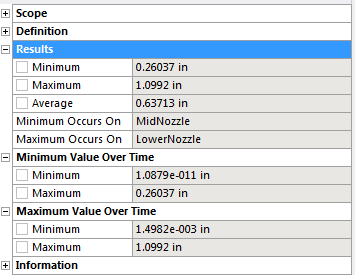 Scope
Definition
Results
Minimum 0.26037 in
Maximum 1.0992 in
Average 0.63713 in
Minimum Occurs On MidNozzle
Maximum Occurs On LowerNozzle
Minimum Value Over Time
Minimum 1.0879e-011 in
Maximum 0.26037 in
Maximum Value Over Time
Minimum 1.4982e-003 in
Maximum 1.0992 in
Information